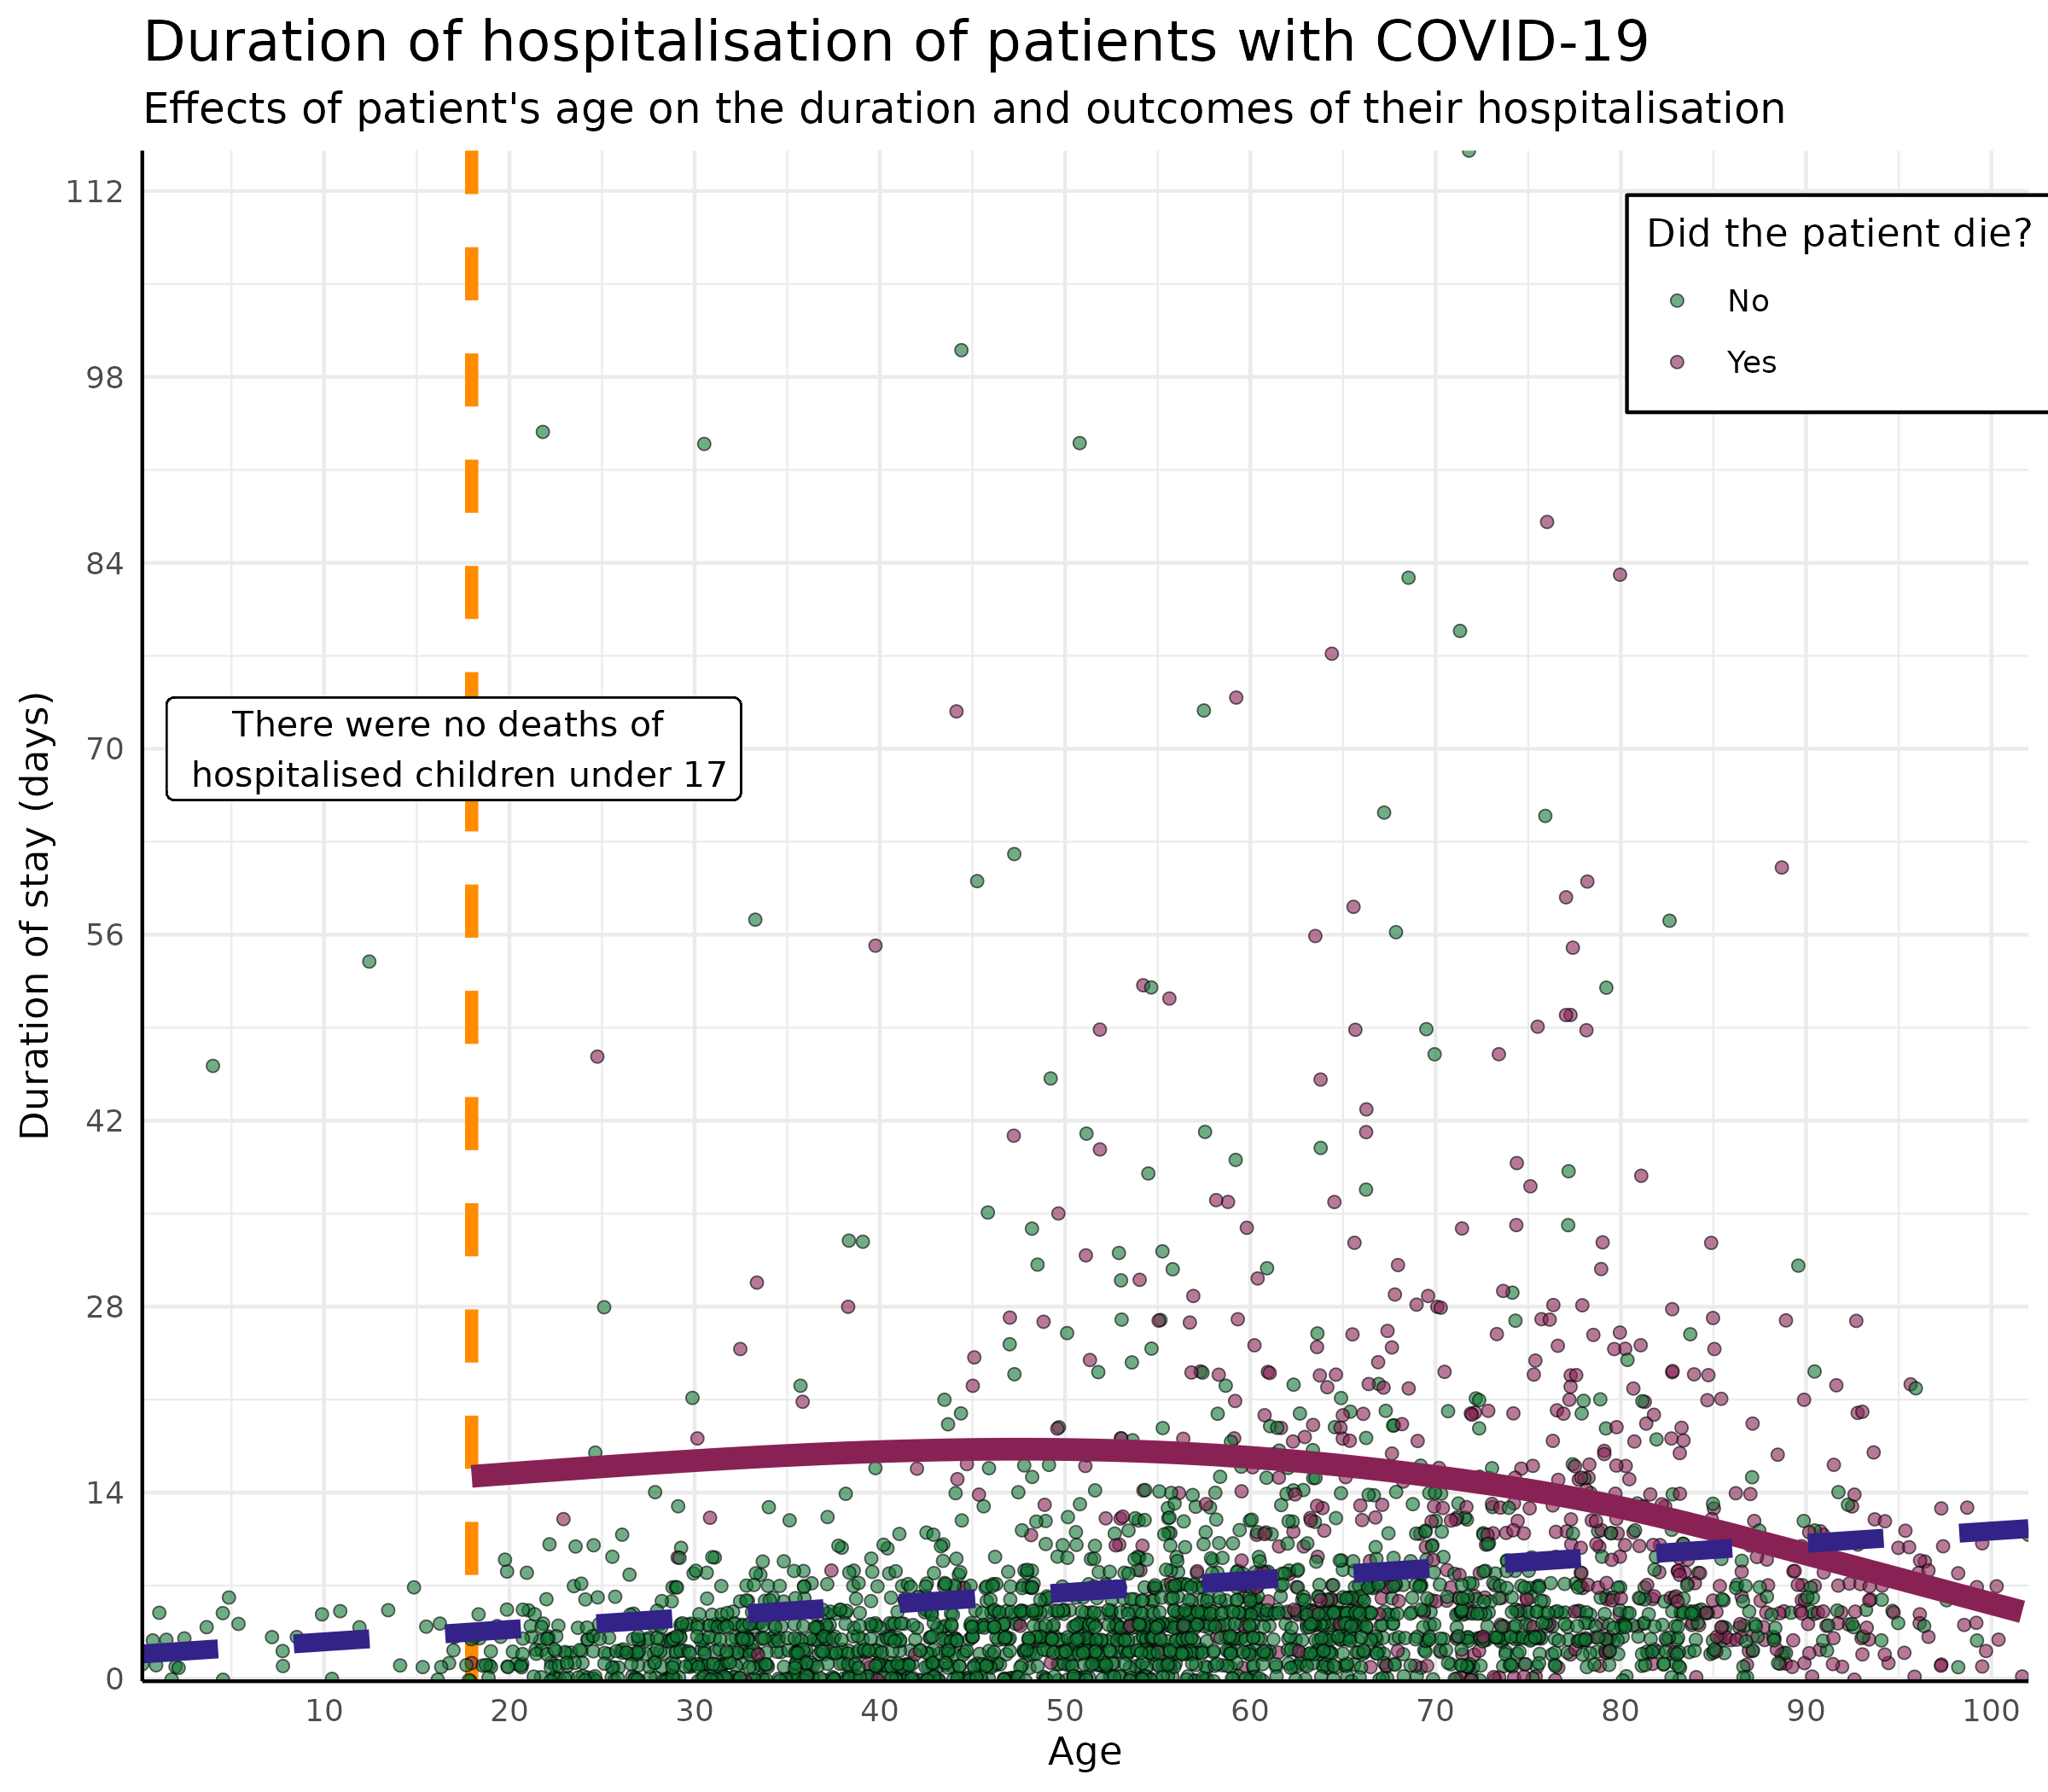 Duration of hospitalisation of patients with COVID-19
Effects of patient's age on the duration and outcomes of their hospitalisation
112
98
84
70
56
42
28
14
0
Duration of stay (days)
Did the patient die?
No
Yes
There were no deaths of
hospitalised children under 17
10 20 30 40 50 60 70 80 90 100
Age